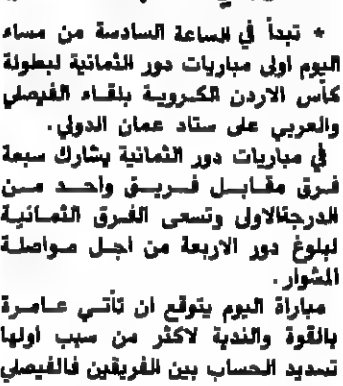 * تبدأ في الساعة السادسة من مساء
اليوم اولى مباريات دور الثمانية لبطولة
كأس الاردن الكروية بلقاء الفيصلي
والعربي على ستاد عمان الدولي.
في مباريات دور الثمانية يشارك سبعة
فرق مقابل فريق واحد من
الدرجةالاولى وتسعى الفرق الثمانية
لبلوغ دور الاربعة من اجل مواصلة
المشوار.
مباراة اليوم يتوقع ان تأتي عامرة
بالقوة والندية لاكثر من سبب اولها
تسديد الحساب بين الفريقين فالفيصلي